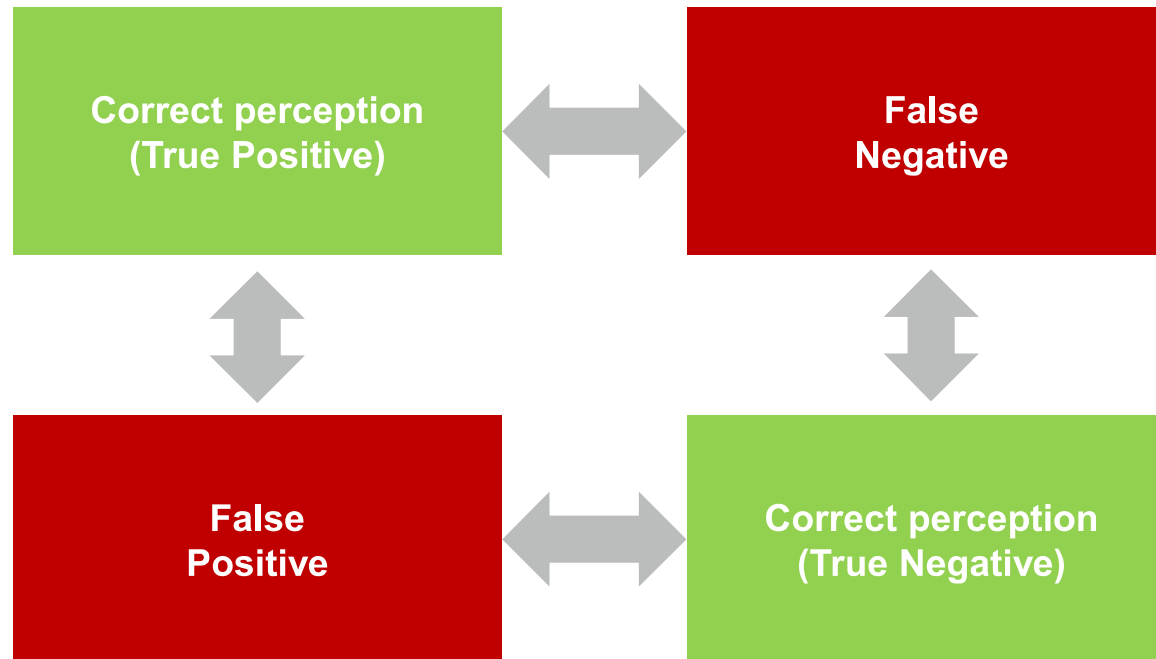 Correct perception
(True Positive)
False
Negative
False
Positive
Correct perception
(True Negative)